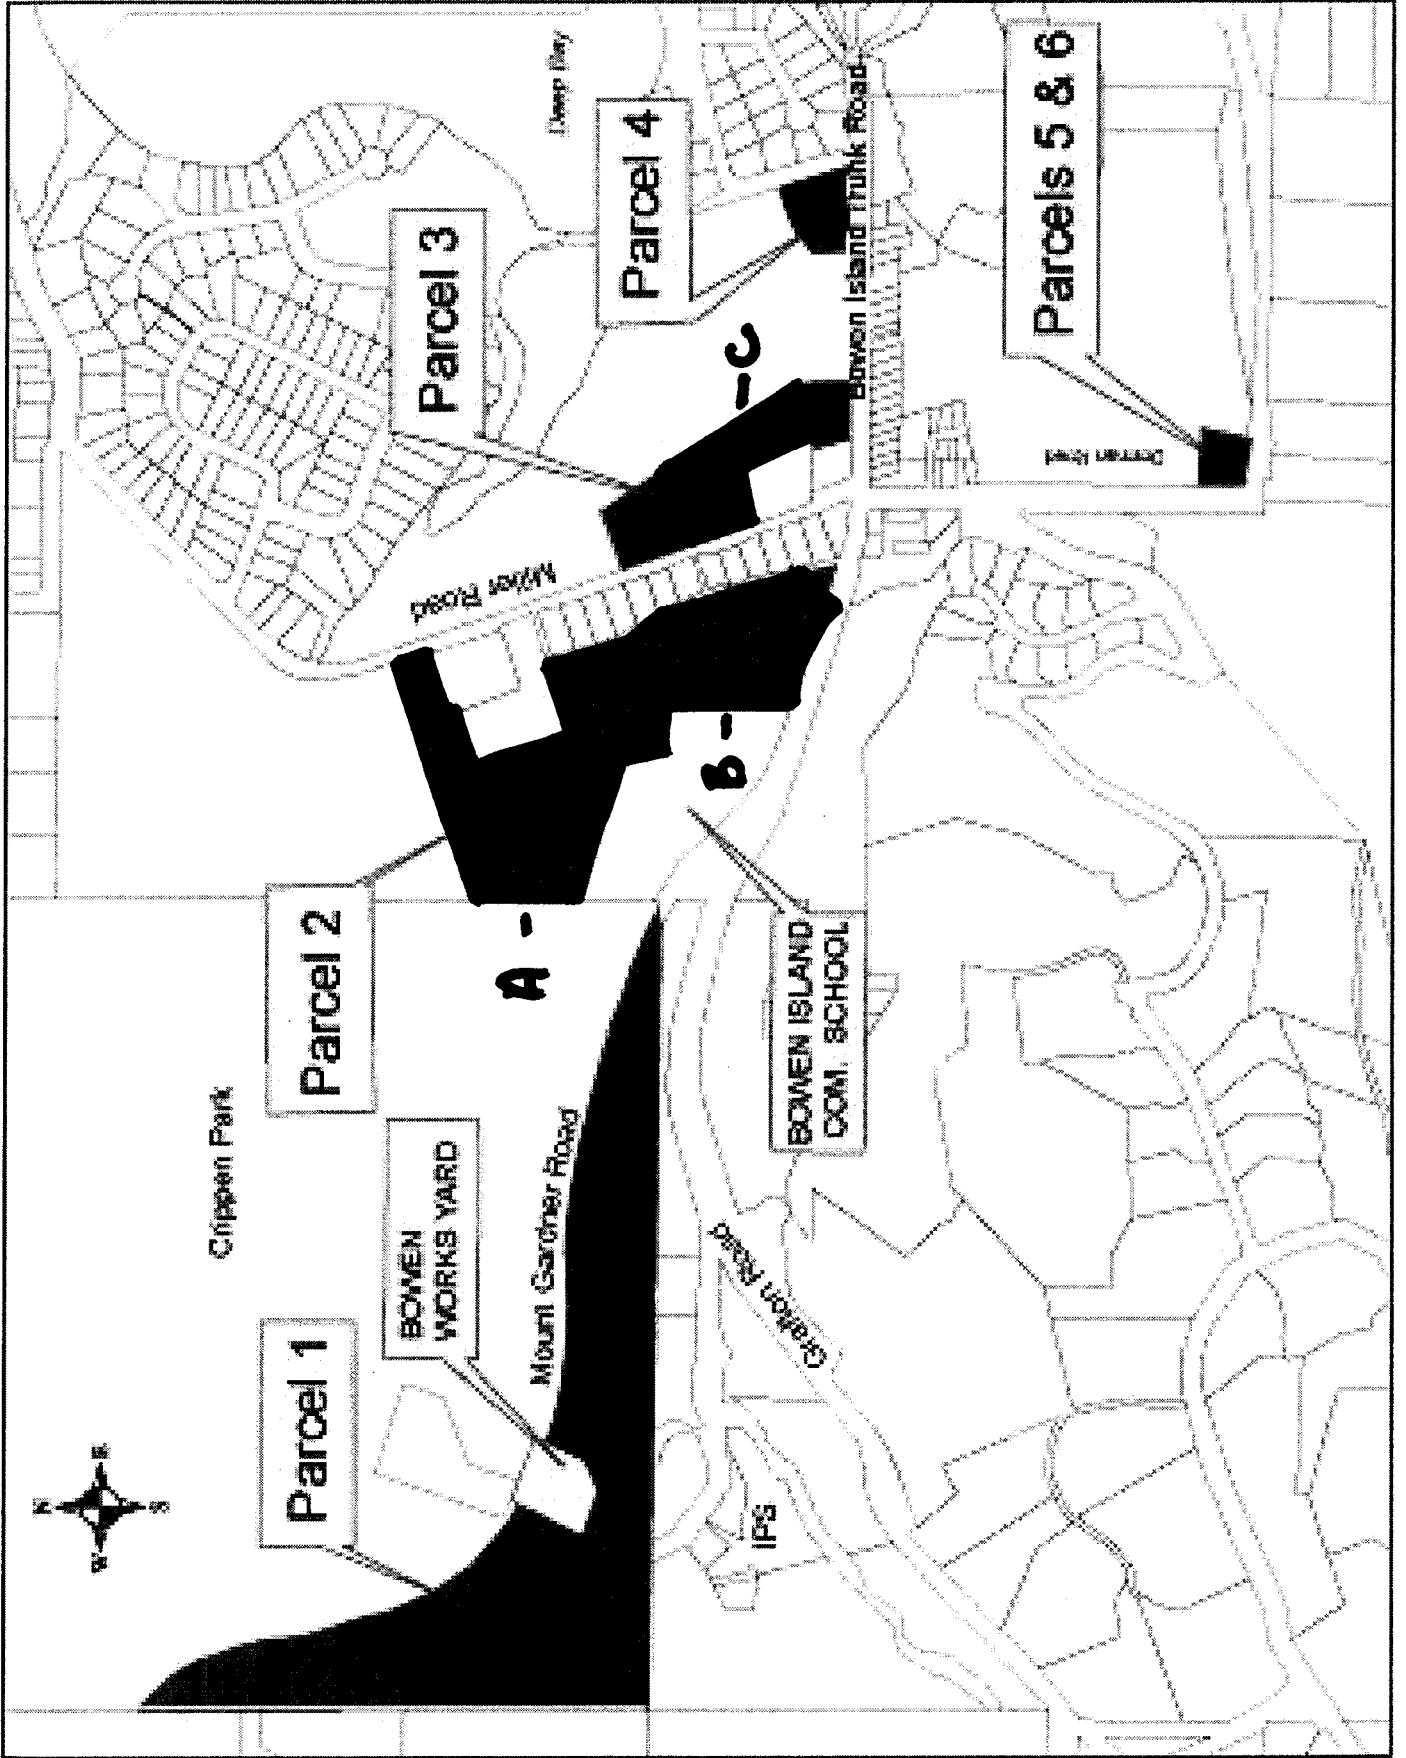 N
W E
S
Crippen Park
Parcel 1
Parcel 2
BOWEN
WORKS YARD
Parcel 3
Miller Road
Deep Bay
Mount Gardner Road
A -
Parcel 4
B -
- C
IPS
Grafton Road
BOWEN ISLAND
COM. SCHOOL
Bowen Island Trunk Road
Dorman Road
Parcels 5 & 6